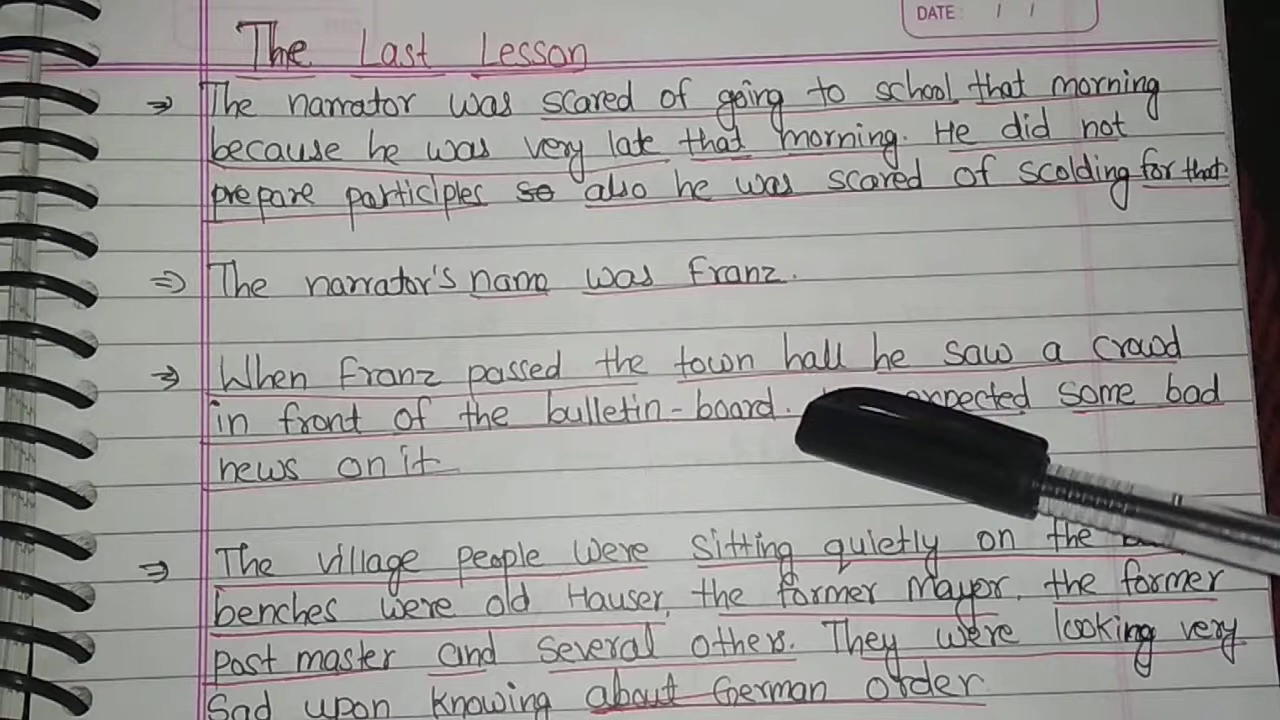 DATE: / /
The Last Lesson
⇒ The narrator was scared of going to school that morning
because he was very late that morning. He did not
prepare participles so also he was scared of scolding for that.
⇒ The narrator's name was Franz.
⇒ When Franz passed the town hall he saw a crowd
in front of the bulletin-board. some bad
news on it
⇒ The village people were sitting quietly on the
benches were old Hauser, the former Mayor, the former
Post master and several others. They were looking very
Sad upon knowing about German order